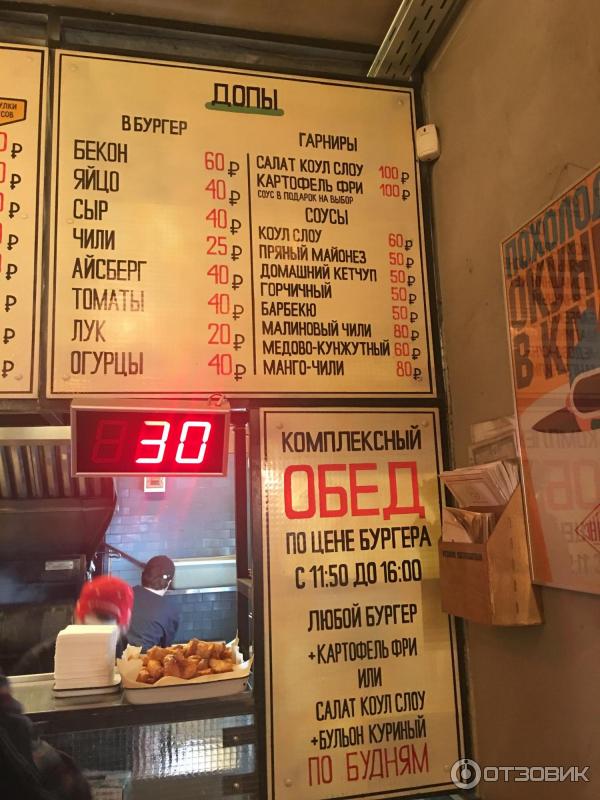 УЛКИ
СОВ
ДОПЫ
В БУРГЕР
БЕКОН 60 ₽
ЯЙЦО 40 ₽
СЫР 40 ₽
ЧИЛИ 25 ₽
АЙСБЕРГ 40 ₽
ТОМАТЫ 40 ₽
ЛУК 20 ₽
ОГУРЦЫ 40 ₽
ГАРНИРЫ
САЛАТ КОУЛ СЛОУ 100 ₽
КАРТОФЕЛЬ ФРИ 100 ₽
СОУС В ПОДАРОК НА ВЫБОР
СОУСЫ
КОУЛ СЛОУ 60 ₽
ПРЯНЫЙ МАЙОНЕЗ 50 ₽
ДОМАШНИЙ КЕТЧУП 50 ₽
ГОРЧИЧНЫЙ 50 ₽
БАРБЕКЮ 50 ₽
МАЛИНОВЫЙ ЧИЛИ 80 ₽
МЕДОВО-КУНЖУТНЫЙ 60 ₽
МАНГО-ЧИЛИ 80 ₽
30
КОМПЛЕКСНЫЙ
ОБЕД
ПО ЦЕНЕ БУРГЕРА
С 11:50 ДО 16:00
ЛЮБОЙ БУРГЕР
+КАРТОФЕЛЬ ФРИ
ИЛИ
САЛАТ КОУЛ СЛОУ
+БУЛЬОН КУРИНЫЙ
ПО БУДНЯМ
ОКУН
В К
ОТЗОВИК